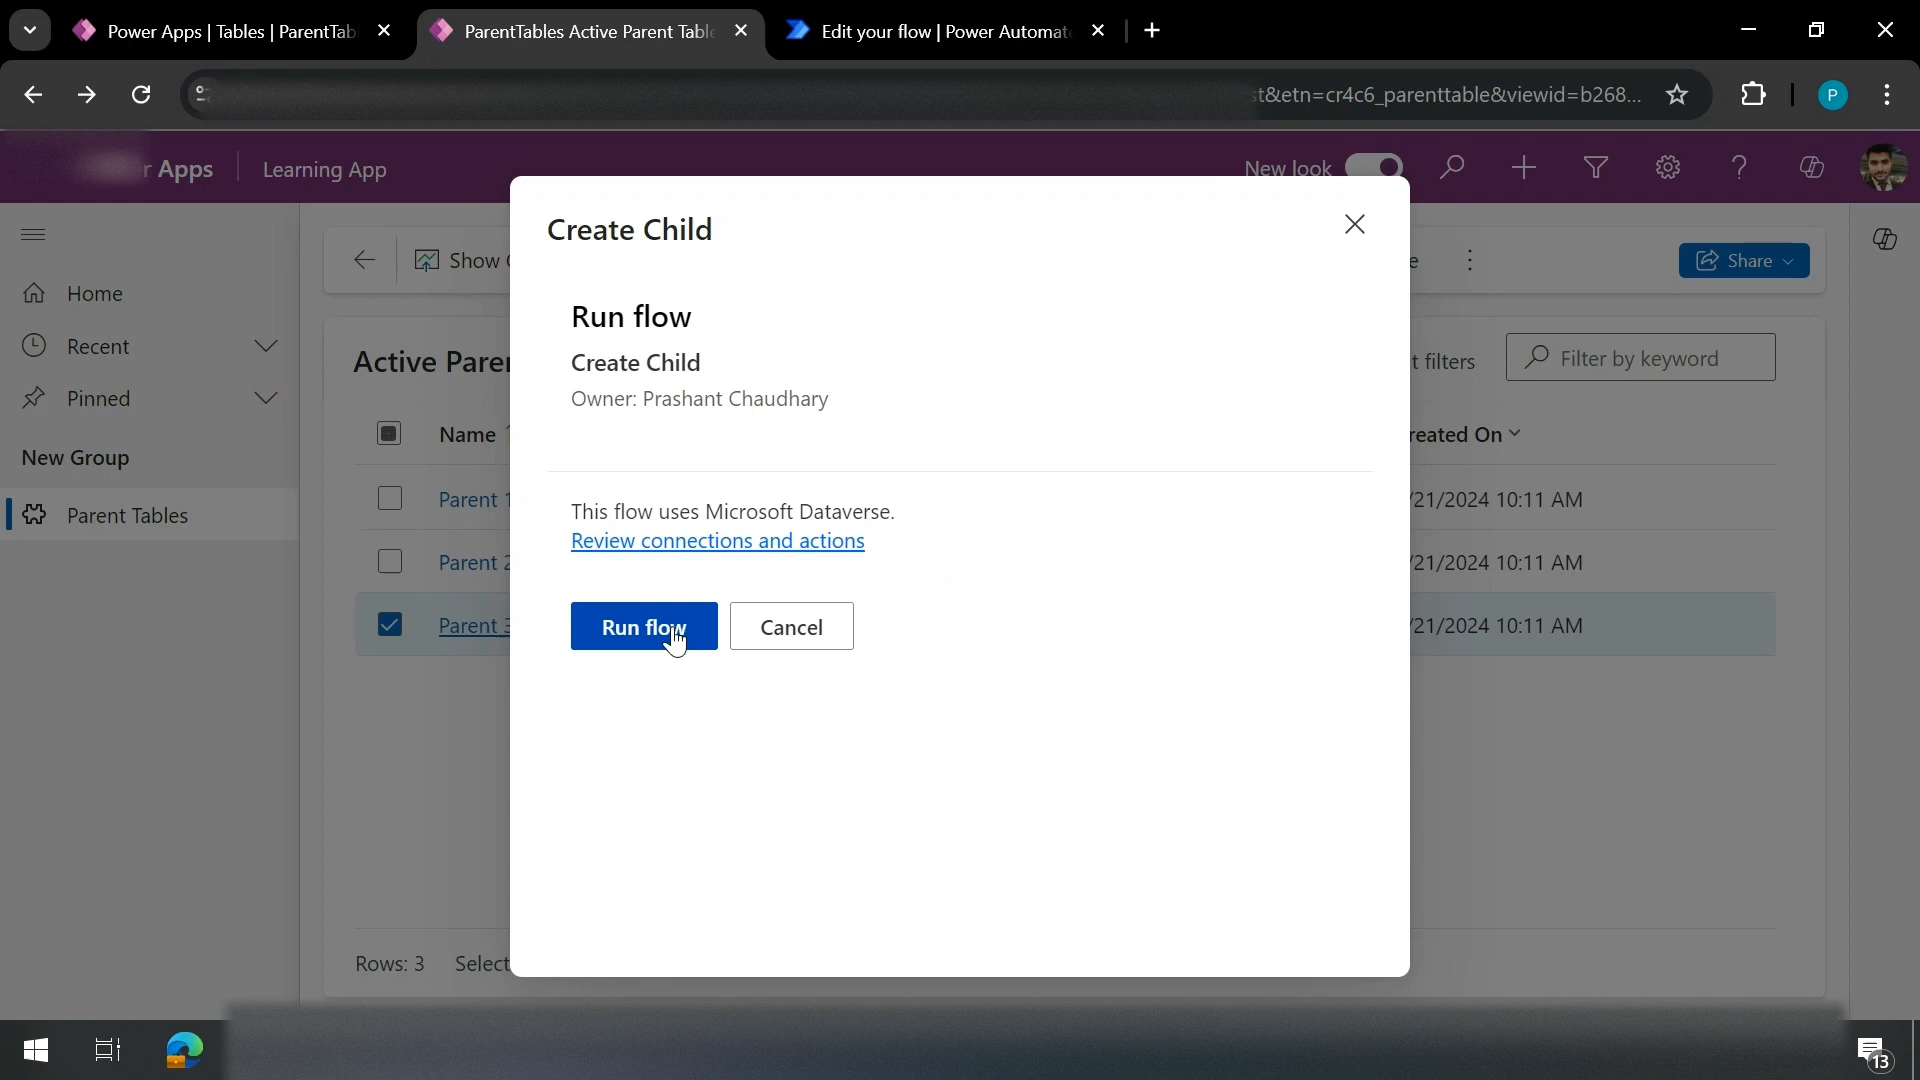 Power Apps | Tables | ParentTab
ParentTables Active Parent Table
Edit your flow | Power Automate
t&etn=cr4c6_parenttable&viewid=b268...
P
Apps
Learning App
New look
Create Child
Run flow
Create Child
Owner: Prashant Chaudhary
This flow uses Microsoft Dataverse.
Review connections and actions
Run flow
Cancel
Home
Recent
Pinned
New Group
Parent Tables
Show
Share
Active Paren
t filters
Filter by keyword
Name
reated On
Parent 1
/21/2024 10:11 AM
Parent 2
/21/2024 10:11 AM
Parent 3
/21/2024 10:11 AM
Rows: 3
Select
13